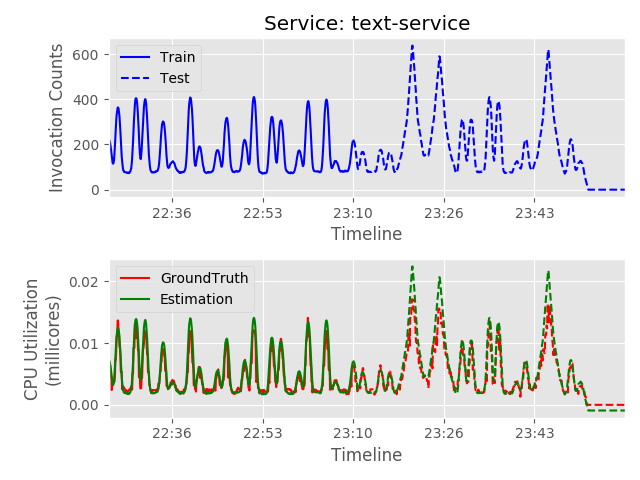 Service: text-service
Invocation Counts
600
400
200
0
Train
Test
22:36
22:53
23:10
23:26
23:43
Timeline
CPU Utilization
(millicores)
0.02
0.01
0.00
GroundTruth
Estimation
22:36
22:53
23:10
23:26
23:43
Timeline